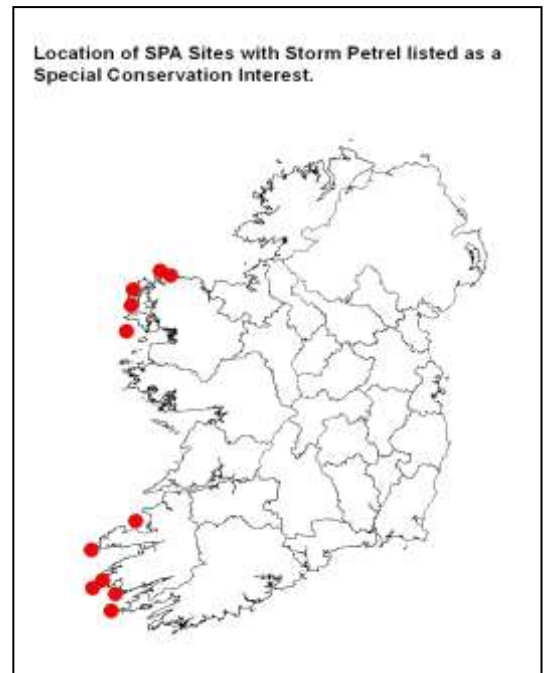 Location of SPA Sites with Storm Petrel listed as a
Special Conservation Interest.